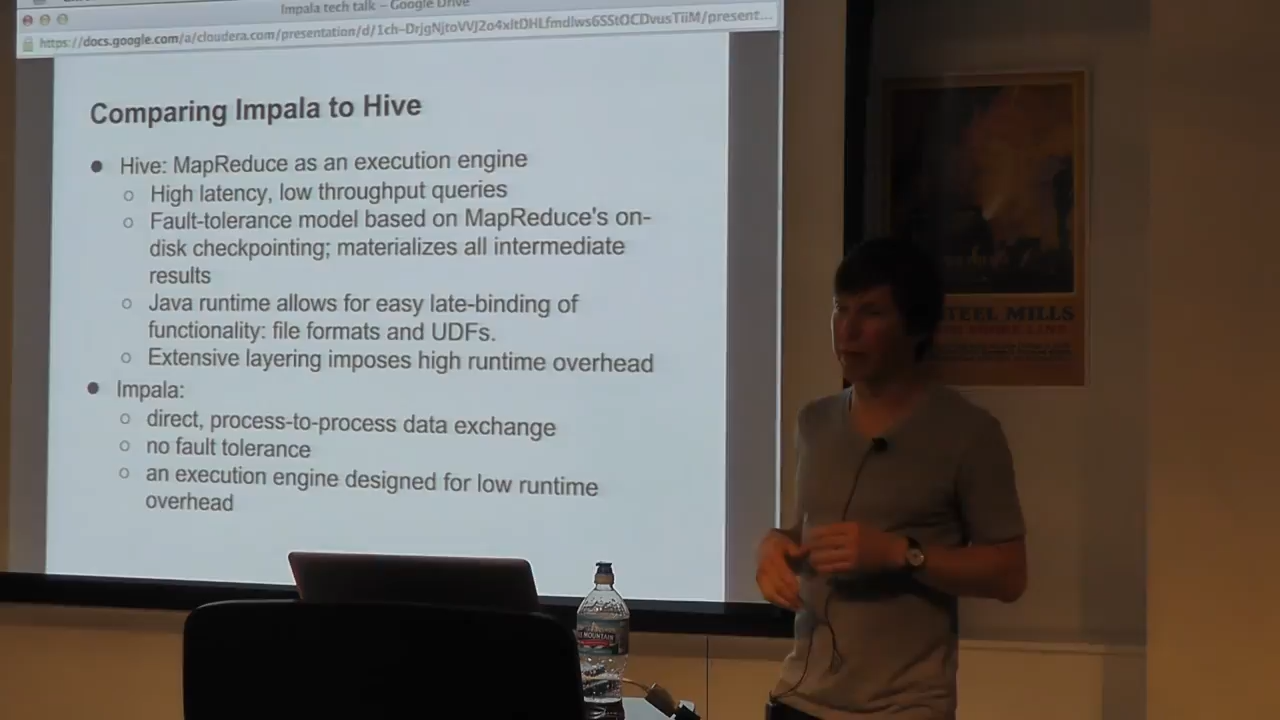 Impala tech talk – Google Drive
https://docs.google.com/a/cloudera.com/presentation/d/1ch-DrjgNjtoVVJ2o4xltDHLfmdlws6SStOCDvusTiiM/present...
Comparing Impala to Hive
● Hive: MapReduce as an execution engine
○ High latency, low throughput queries
○ Fault-tolerance model based on MapReduce's on-
disk checkpointing; materializes all intermediate
results
○ Java runtime allows for easy late-binding of
functionality: file formats and UDFs.
○ Extensive layering imposes high runtime overhead
● Impala:
○ direct, process-to-process data exchange
○ no fault tolerance
○ an execution engine designed for low runtime
overhead
TEEL MILLS
MOUNTAIN